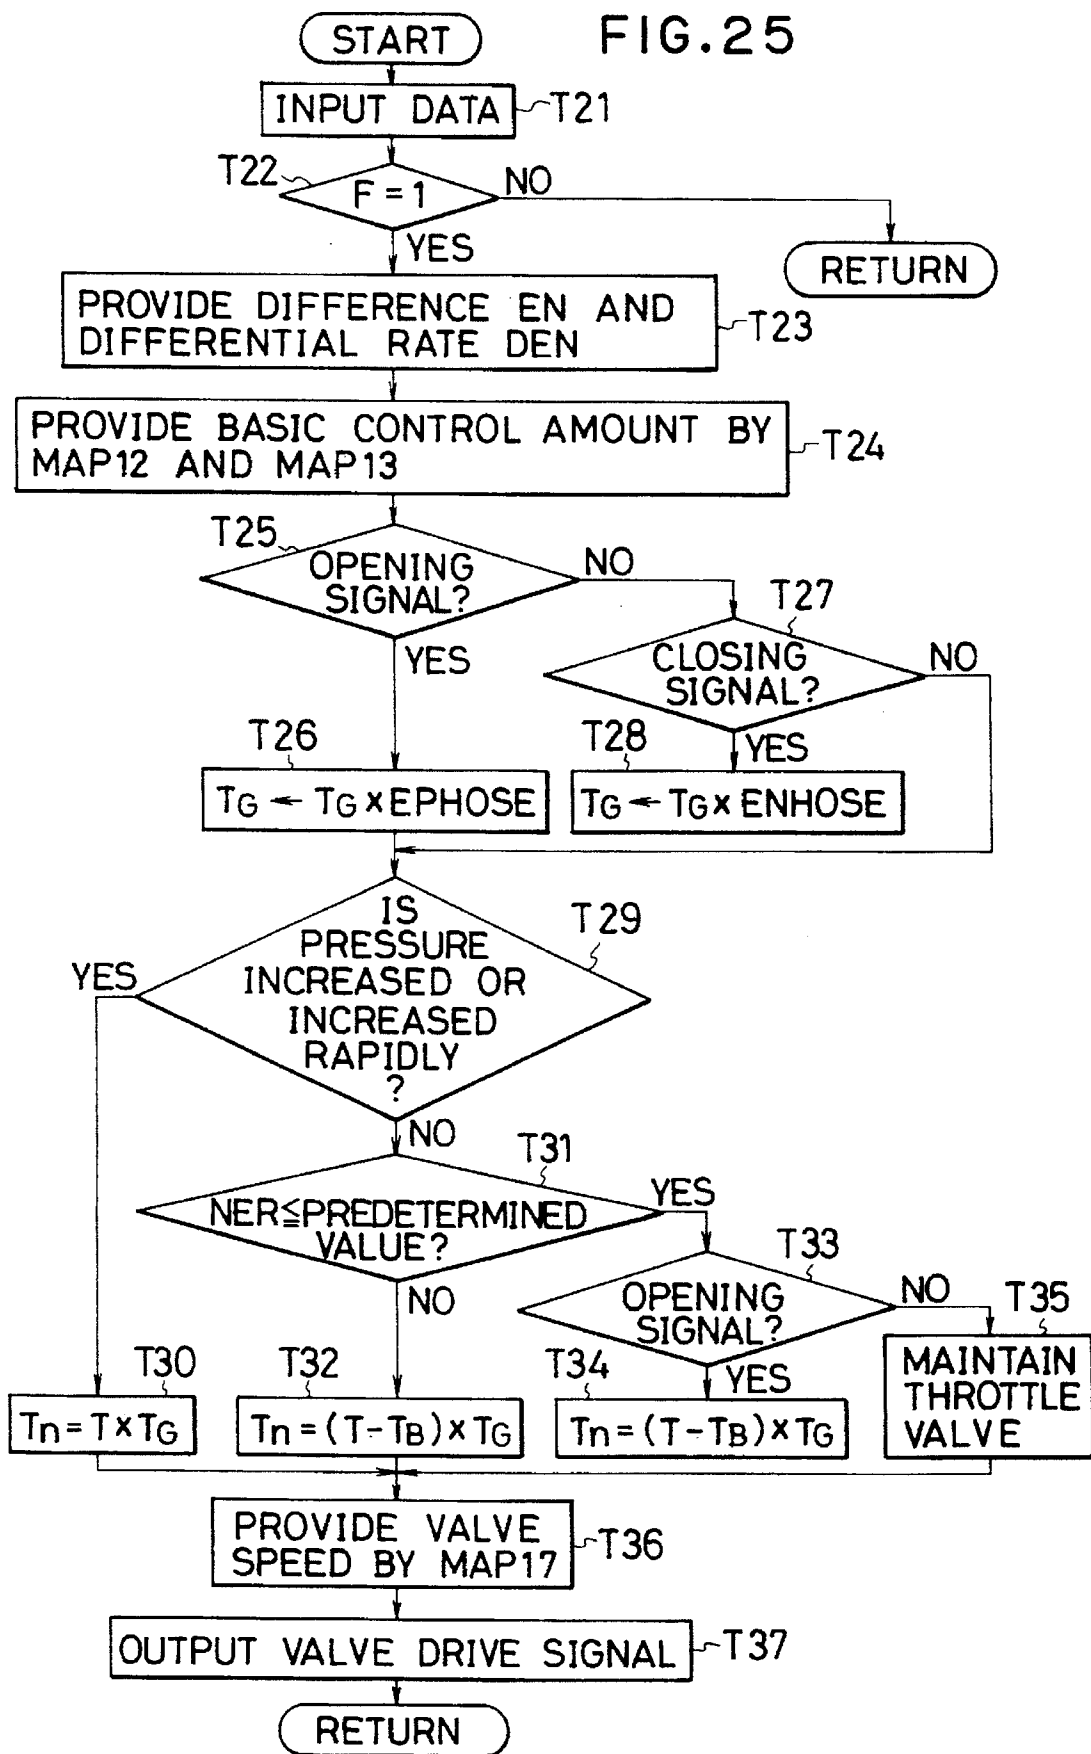 FIG.25
START
INPUT DATA
T21
T22
F = 1
NO
YES
RETURN
PROVIDE DIFFERENCE EN AND
DIFFERENTIAL RATE DEN
T23
PROVIDE BASIC CONTROL AMOUNT BY
MAP12 AND MAP13
T24
T25
OPENING
SIGNAL?
NO
YES
T27
CLOSING
SIGNAL?
NO
YES
T26
TG ← TG × EPHOSE
T28
TG ← TG × ENHOSE
T29
IS
PRESSURE
INCREASED OR
INCREASED
RAPIDLY
?
YES
NO
T31
NER≦PREDETERMINED
VALUE?
YES
NO
T33
OPENING
SIGNAL?
NO
YES
T35
MAINTAIN
THROTTLE
VALVE
T30
Tn = T × TG
T32
Tn = (T-TB) × TG
T34
Tn = (T-TB) × TG
PROVIDE VALVE
SPEED BY MAP17
T36
OUTPUT VALVE DRIVE SIGNAL
T37
RETURN